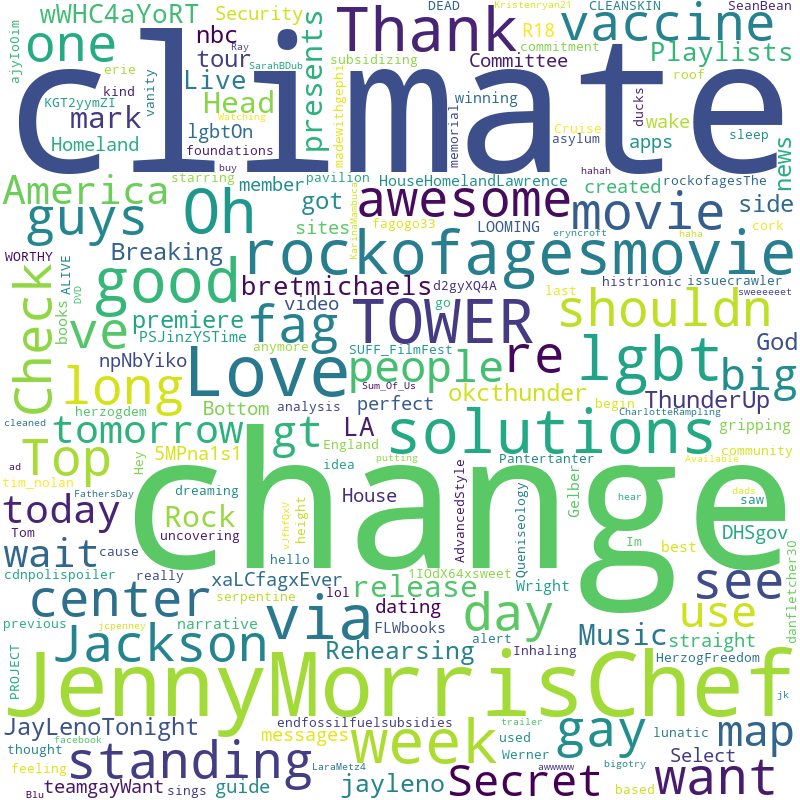 DEAD
Kristenryan21
CLEANSKIN
SeanBean
climate
Thank
vaccine
wWHC4aYoRT
one
ajyIoOim
nbc
Ray
Security
R18
commitment
tour
SarahBDub
subsidizing
Committee
Playlists
erie
kind
vanity
Live
presents
madewithgephi
roof
KGT2yymZI
mark
Head
Watching
winning
ducks
Cruise
wake
sleep
Homeland
lgbtOn
foundations
memorial
asylum
apps
news
buy
hahah
America
starring
member
pavilion
HouseHomelandLawrence
created
rockofagesThe
guys
Oh
got
KarinaMambuca
awesome
movie
side
sites
fagogo33
LOOMING
eryncroft
haha
cork
WORTHY
Breaking
rockofagesmovie
ALIVE
good
bretmichaels
d2gyXQ4A
histrionic
issuecrawler
books
DVD
video
go
last
sweeeeeet
Check
ve
premiere
fag
TOWER
shouldn
PSJinzYSTime
anymore
SUFF_FilmFest
God
npNbYiko
Love
people
re
lgbt
big
long
Sum_Of_Us
okcthunder
ThunderUp
herzogdem
Bottom
analysis
perfect
begin
CharlotteRampling
cleaned
tomorrow
gt
LA
solutions
gripping
Top
5MPna1s1
England
putting
Pantertanter
community
ad
Hey
idea
Available
tim_nolan
FathersDay
dreaming
change
AdvancedStyle
Queniseology
Gelber
hear
dads
today
Rock
vJfhfQxV
height
House
Im
saw
Tom
uncovering
DHSgov
wait
cause
hello
best
cdnpolispoiler
really
xaLCfagxEver
1IOdX64xsweet
Wright
see
center
serpentine
lol
release
day
use
danfletcher30
jcpenney
via
dating
previous
narrative
FLWbooks
alert
Music
straight
Jackson
Rehearsing
Inhaling
HerzogFreedom
PROJECT
JennyMorrisChef
jk
JayLenoTonight
endfossilfuelsubsidies
trailer
gay
map
messages
week
used
lunatic
thought
facebook
standing
Werner
Select
feeling
LaraMetz4
awwwww
bigotry
want
Blu
teamgayWant
sings
guide
jayleno
Secret
based